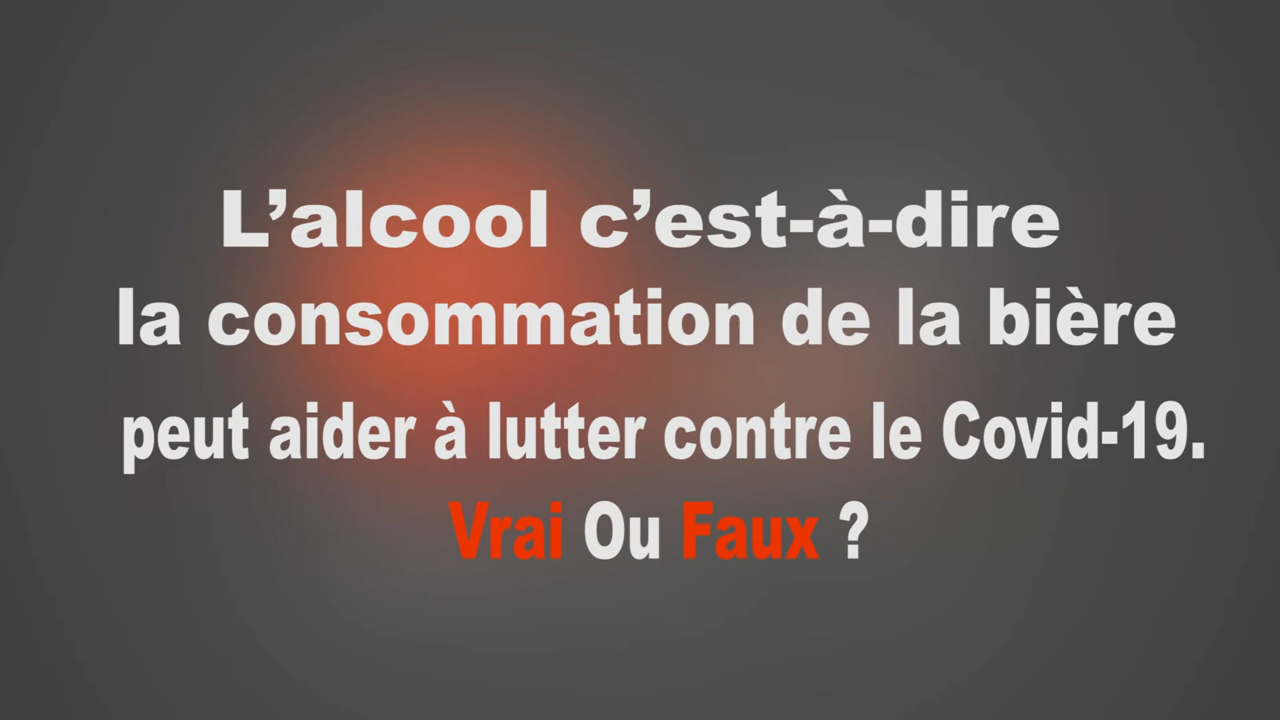 L’alcool c’est-à-dire
la consommation de la bière
peut aider à lutter contre le Covid-19.
Vrai Ou Faux ?